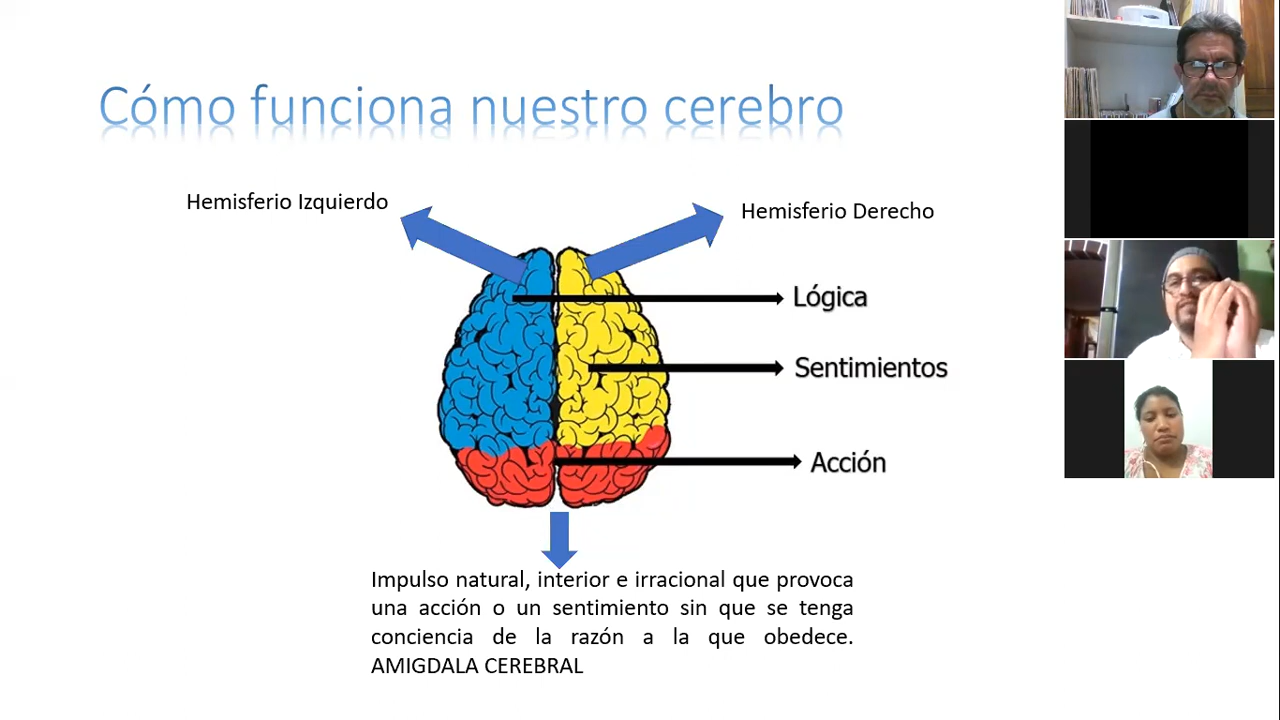 Cómo funciona nuestro cerebro
Hemisferio Izquierdo
Hemisferio Derecho
Lógica
Sentimientos
Acción
Impulso natural, interior e irracional que provoca
una acción o un sentimiento sin que se tenga
conciencia de la razón a la que obedece.
AMIGDALA CEREBRAL